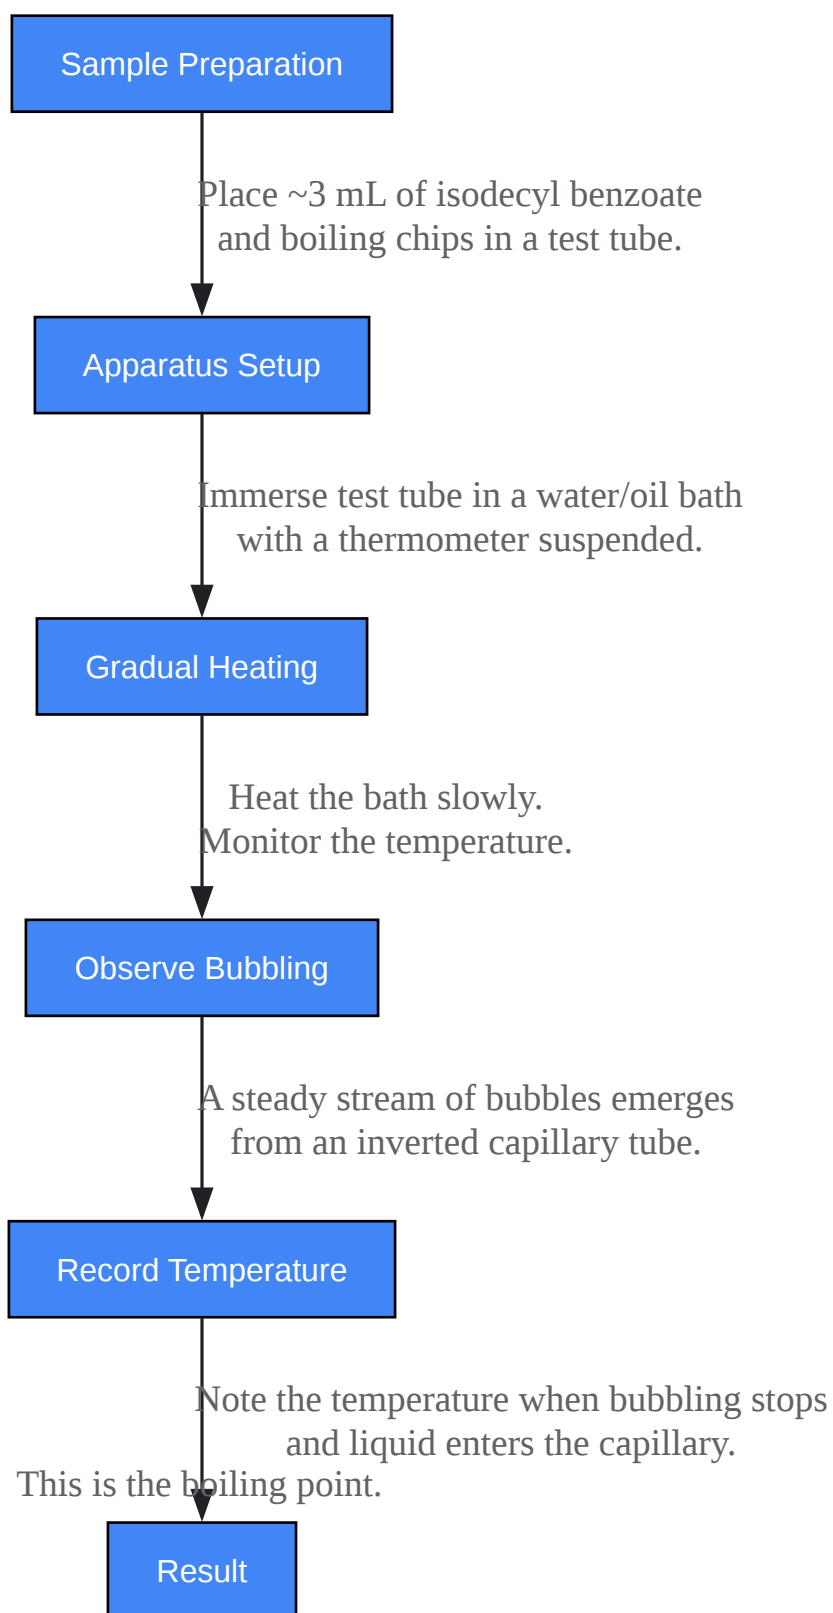 Sample Preparation
Place ~3 mL of isodecyl benzoate
and boiling chips in a test tube.
Apparatus Setup
Immerse test tube in a water/oil bath
with a thermometer suspended.
Gradual Heating
Heat the bath slowly.
Monitor the temperature.
Observe Bubbling
A steady stream of bubbles emerges
from an inverted capillary tube.
Record Temperature
Note the temperature when bubbling stops
and liquid enters the capillary.
This is the boiling point.
Result